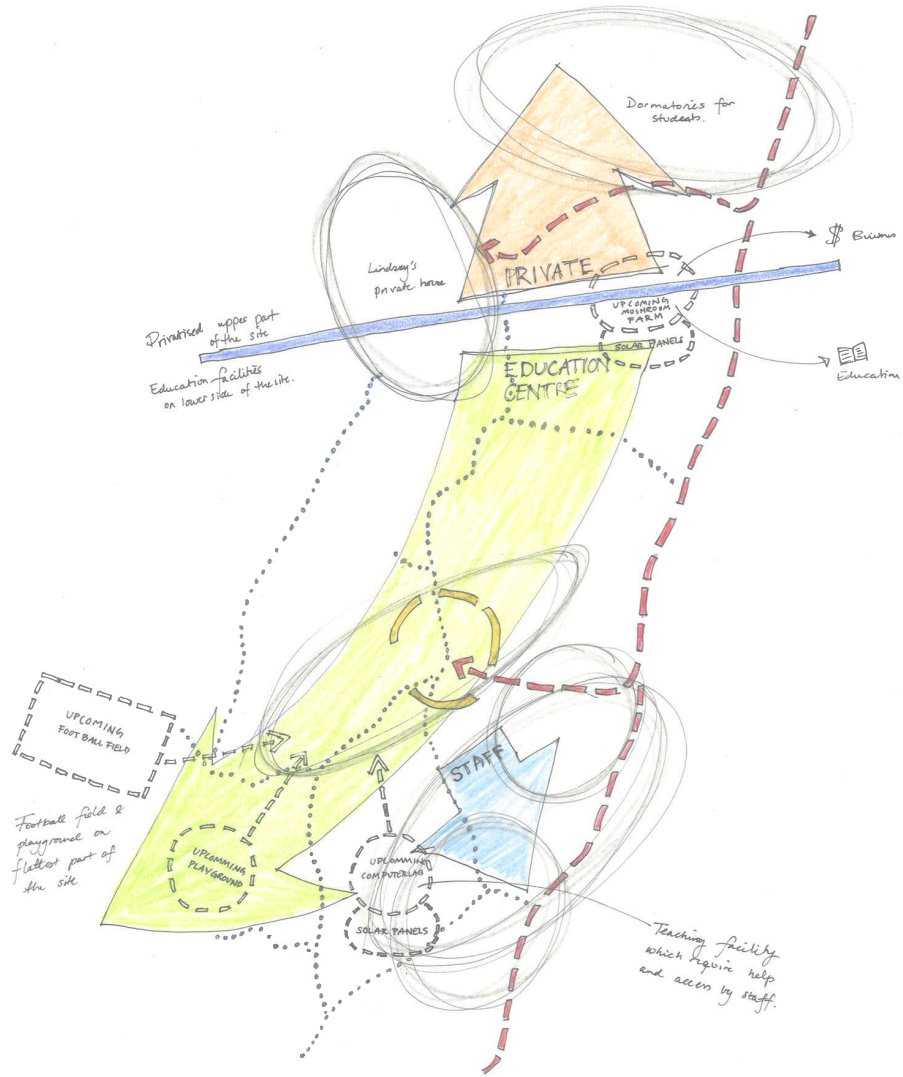 Dormatories for
students.
$ Buisness
Lindsey's
private house
PRIVATE
UPCOMING
MUSHROOM
FARM
SOLAR PANELS
Privatised upper part
of the site
Education facilities
on lower side of the site.
Education
EDUCATION
CENTRE
UPCOMING
FOOTBALL FIELD
STAFF
Football field &
playground on
flattest part of
the site
UPCOMMING
PLAYGROUND
UPCOMMING
COMPUTERLAB
SOLAR PANELS
Teaching facility
which require help
and access by staff.